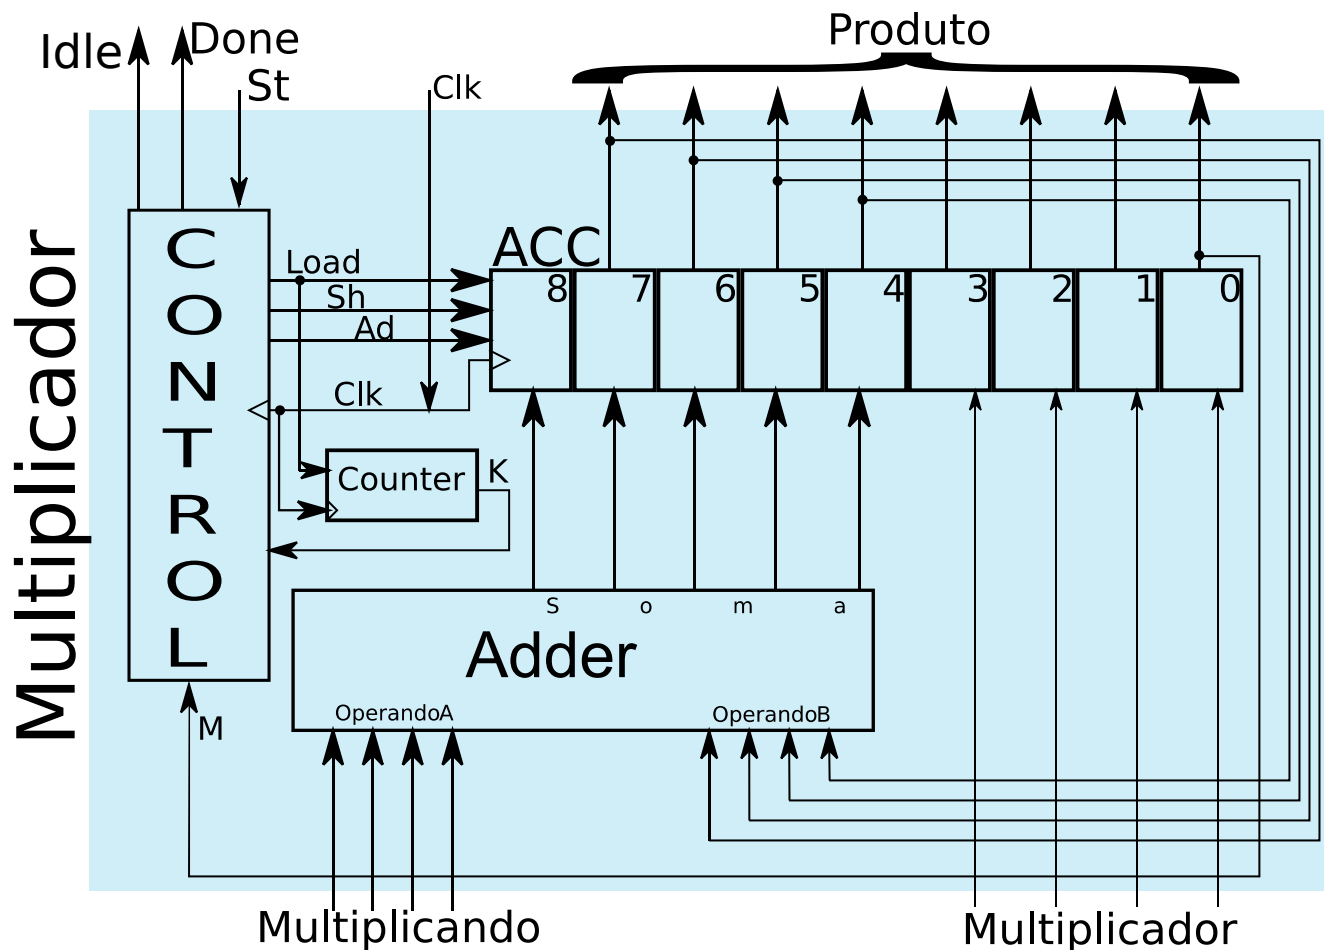 Idle
Done
St
Clk
Produto
Multiplicador
CONTROL
Load
Sh
Ad
Clk
ACC
8 7 6 5 4 3 2 1 0
Counter
K
S o m a
Adder
OperandoA
OperandoB
M
Multiplicando
Multiplicador